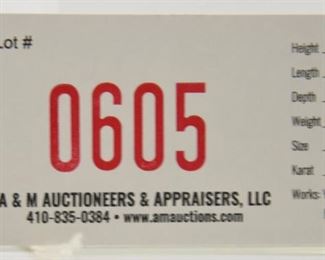 Lot #
0605
A & M AUCTIONEERS & APPRAISERS, LLC
410-835-0384 • www.amauctions.com
Height
Length
Depth
Weight
Size
Karat
Works: